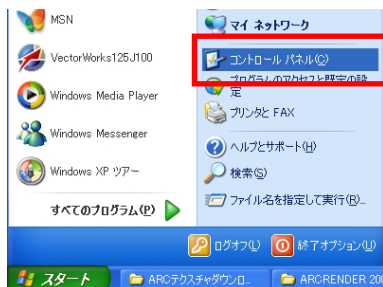 MSN
VectorWorks125J100
Windows Media Player
Windows Messenger
Windows XP ツアー
すべてのプログラム(P)
マイ ネットワーク
コントロール パネル(C)
プログラムのアクセスと既定の設
定
プリンタと FAX
ヘルプとサポート(H)
検索(S)
ファイル名を指定して実行(R)...
ログオフ(L)
終了オプション(U)
スタート
ARCテクスチャダウンロ...
ARCRENDER 200